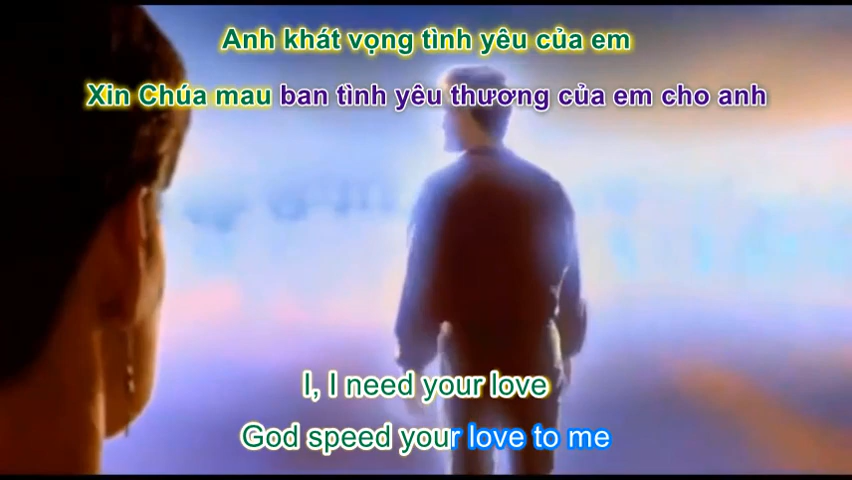 Anh khát vọng tình yêu của em
Xin Chúa mau ban tình yêu thương của em cho anh
I, I need your love
God speed your love to me